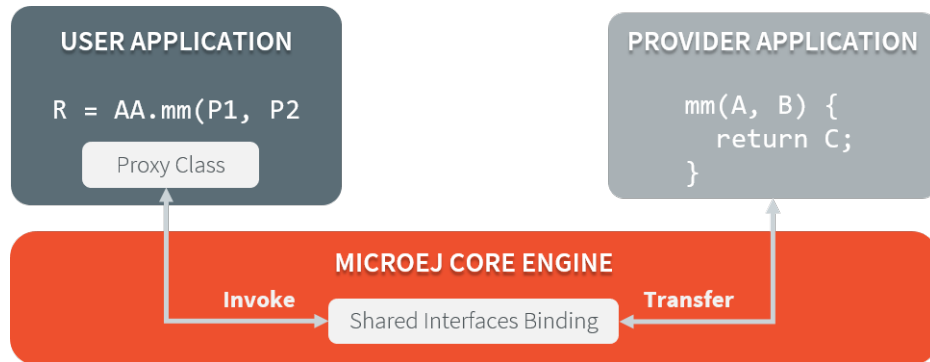 USER APPLICATION
R = AA.mm(P1, P2
Proxy Class
PROVIDER APPLICATION
mm(A, B) {
return C;
}
MICROEJ CORE ENGINE
Invoke
Shared Interfaces Binding
Transfer